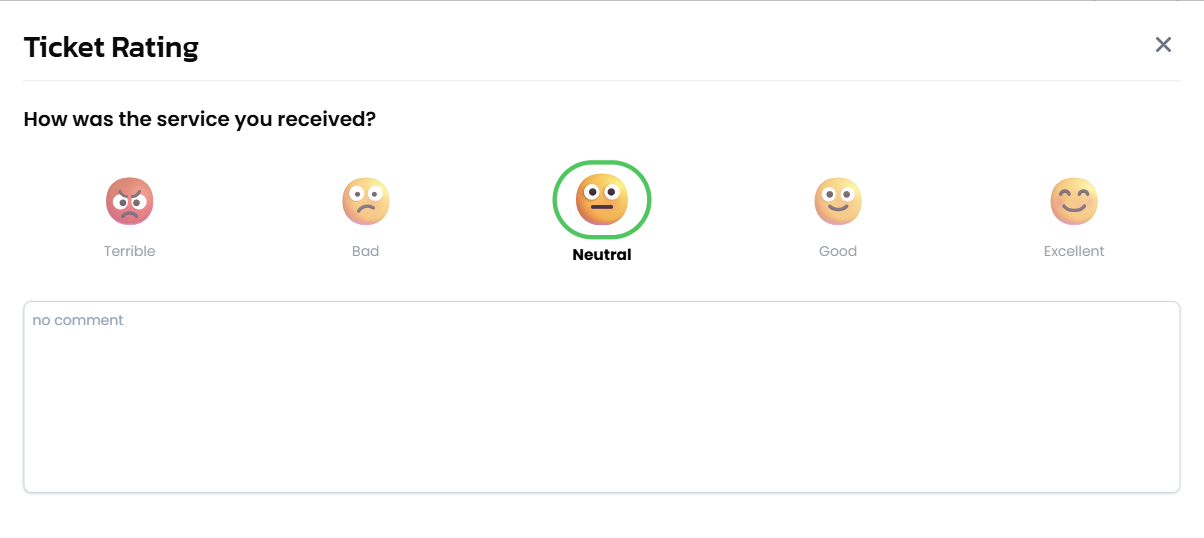 Ticket Rating
How was the service you received?
Terrible
Bad
Neutral
Good
Excellent
no comment